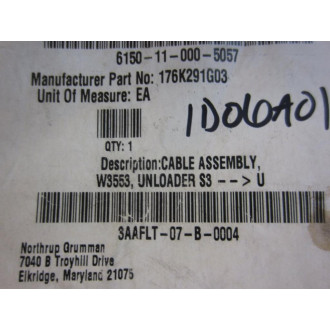 6150-11-000-5057
Manufacturer Part No: 176K291G03
Unit Of Measure: EA
1D06A01
QTY: 1
Description:CABLE ASSEMBLY,
W3553, UNLOADER S3 --> U
3AAFLT-07-B-0004
Northrup Grumman
7040 B Troyhill Drive
Elkridge, Maryland 21075